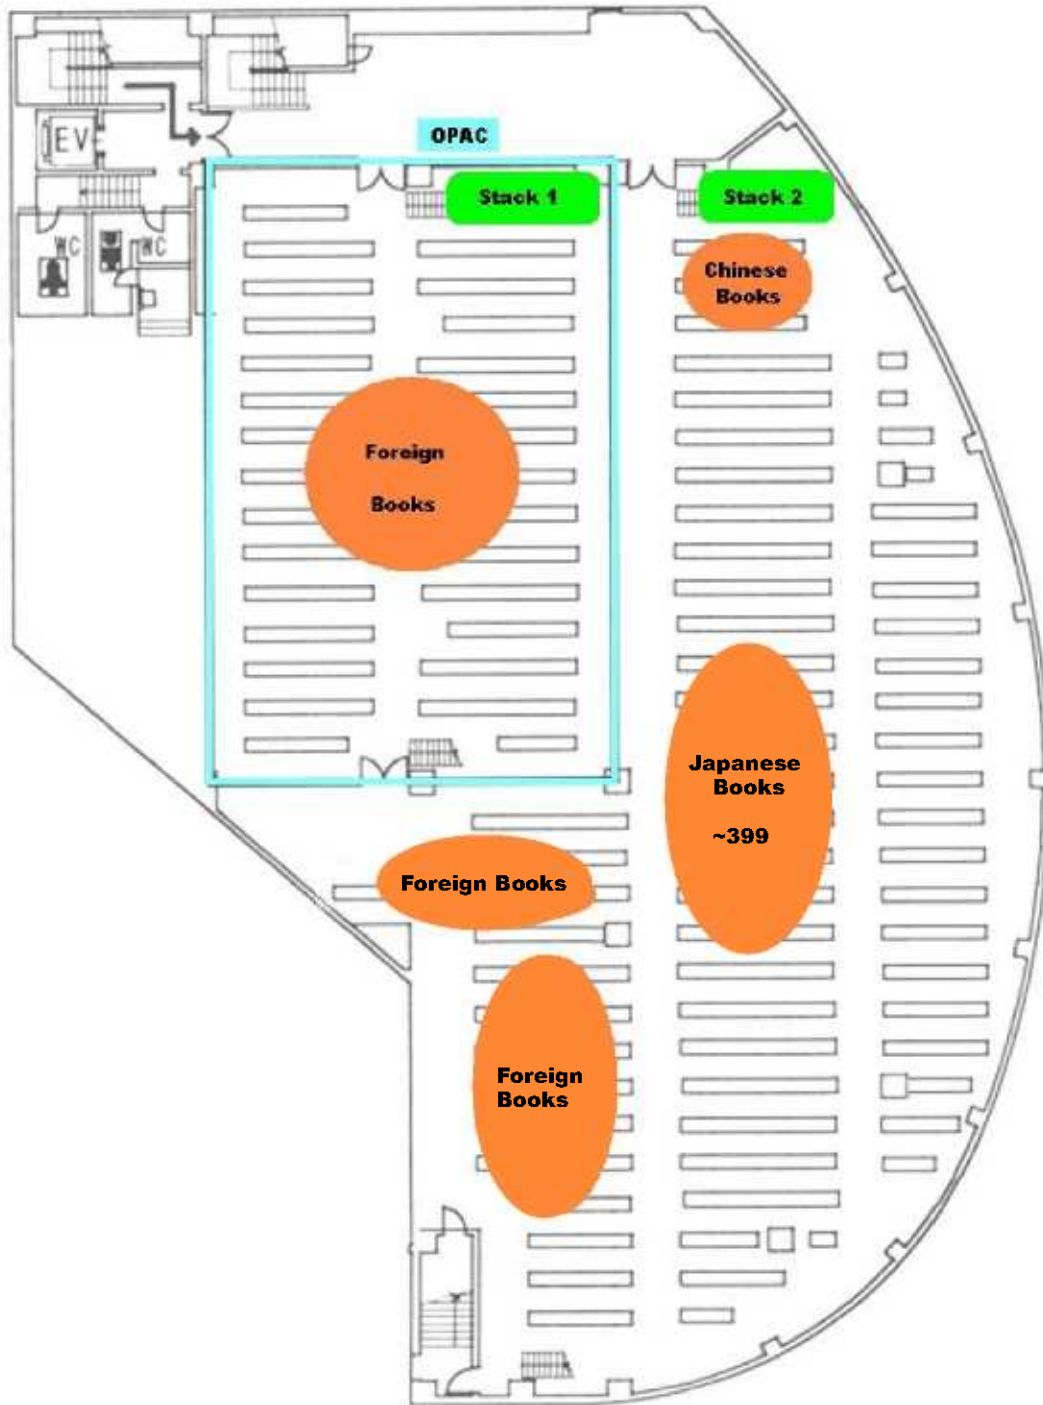 EV
OPAC
Stack 1
Stack 2
WC
WC
Chinese
Books
Foreign
Books
Japanese
Books
~399
Foreign Books
Foreign
Books